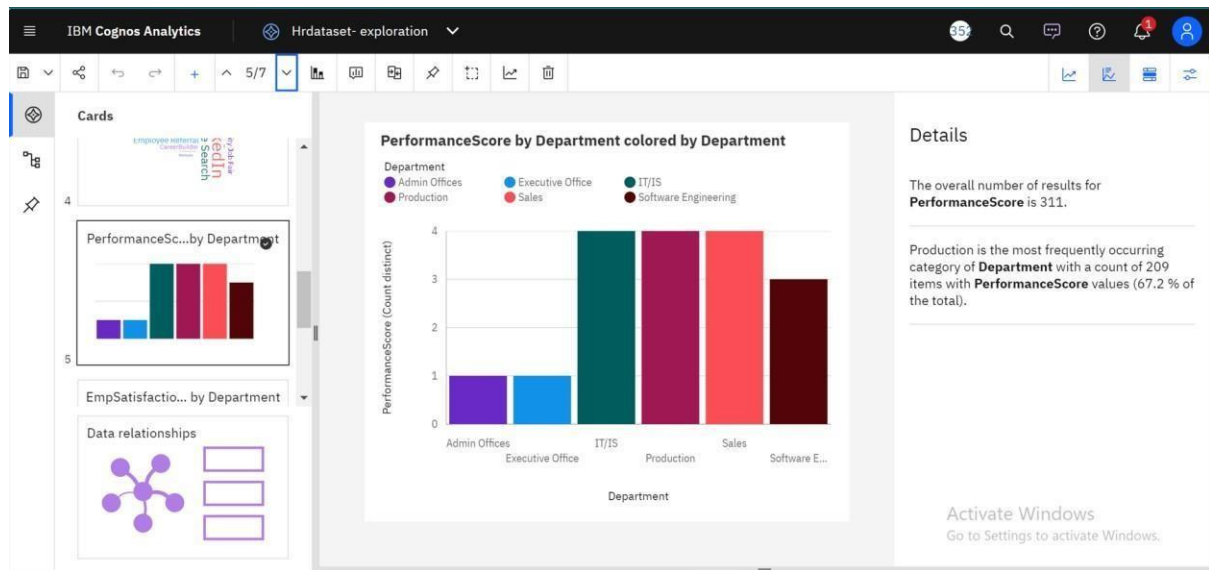 IBM Cognos Analytics
Hrdataset- exploration
352
1
5/7
Cards
Employee Referral
CareerBuilder
Search
4
PerformanceSc...by Department
5
EmpSatisfactio... by Department
Data relationships
PerformanceScore by Department colored by Department
Department
Admin Offices
Executive Office
IT/IS
Production
Sales
Software Engineering
PerformanceScore (Count distinct)
4
3
2
1
0
Admin Offices
Executive Office
IT/IS
Production
Sales
Software E...
Department
Details
The overall number of results for
PerformanceScore is 311.
Production is the most frequently occurring
category of Department with a count of 209
items with PerformanceScore values (67.2 % of
the total).
Activate Windows
Go to Settings to activate Windows.